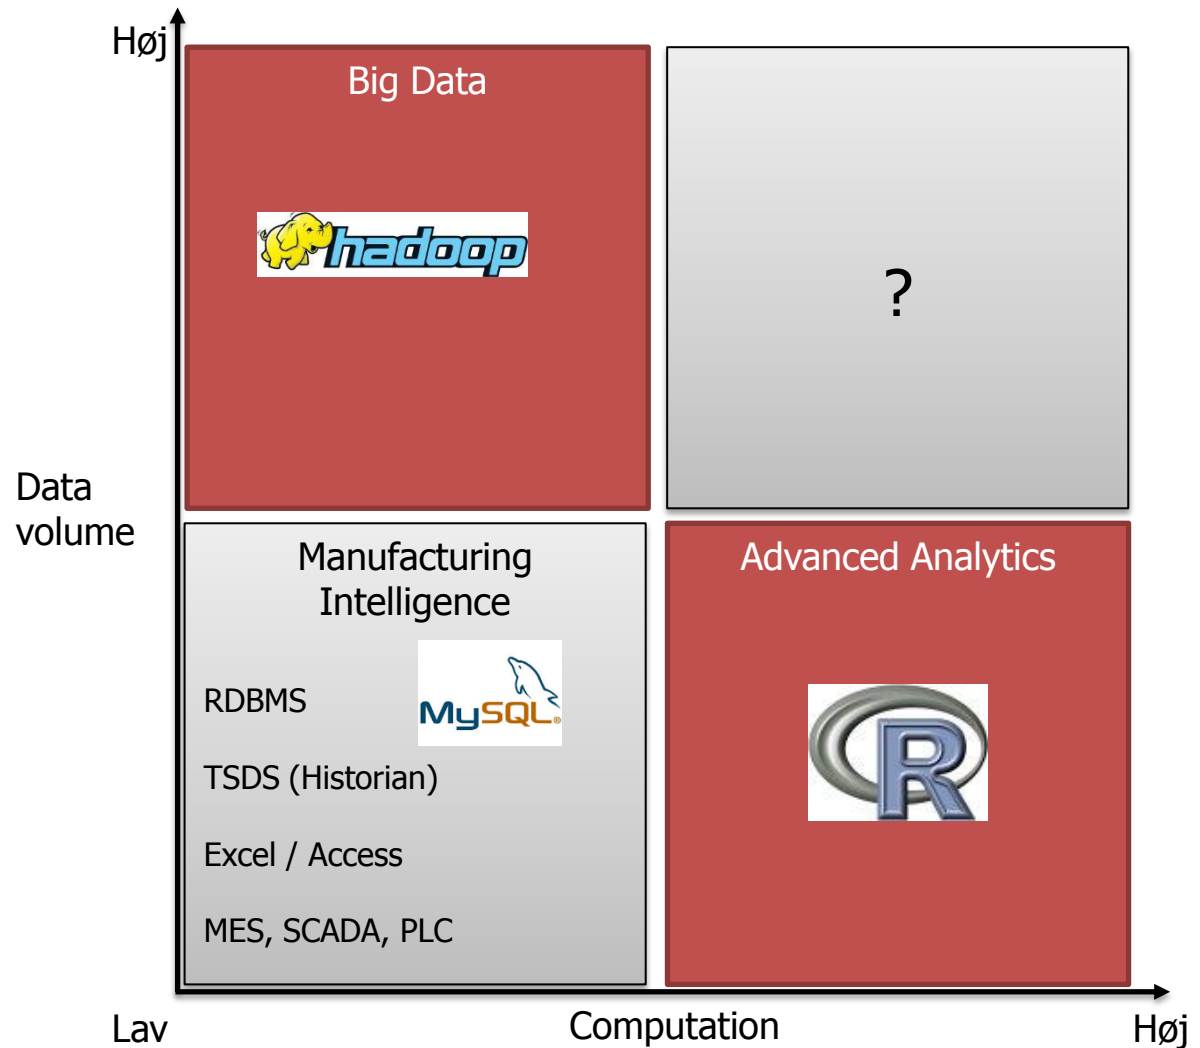 Høj
Big Data
hadoop
?
Data
volume
Manufacturing
Intelligence
RDBMS
MySQL®
TSDS (Historian)
Excel / Access
MES, SCADA, PLC
Advanced Analytics
R
Lav
Computation
Høj